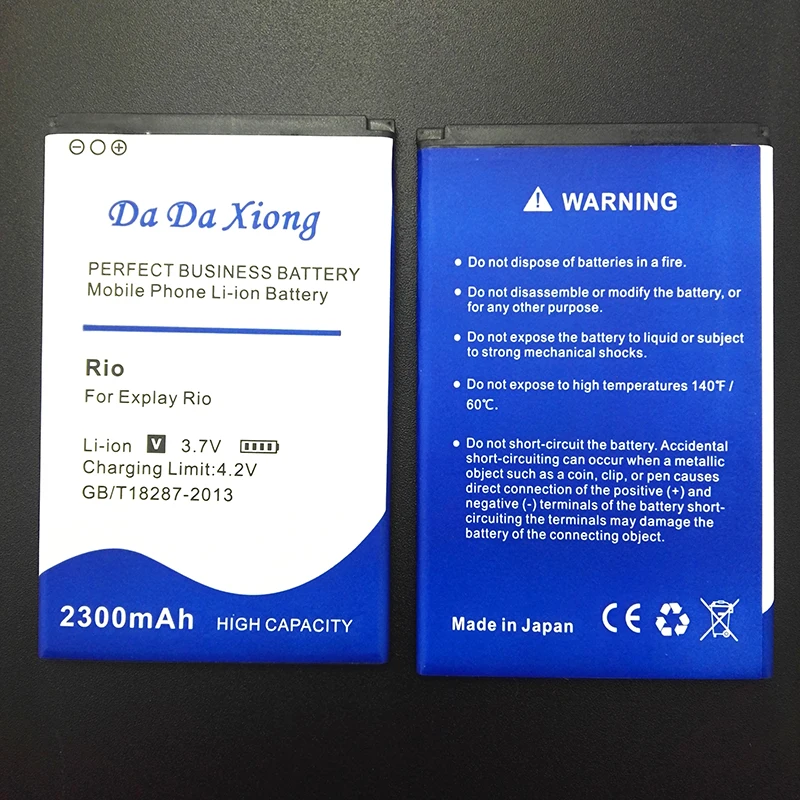 Da Da Xiong
PERFECT BUSINESS BATTERY
Mobile Phone Li-ion Battery
Rio
For Explay Rio
Li-ion V 3.7V
Charging Limit:4.2V
GB/T18287-2013
2300mAh HIGH CAPACITY
WARNING
• Do not dispose of batteries in a fire.
• Do not disassemble or modify the battery, or
for any other purpose.
• Do not expose the battery to liquid or subject
to strong mechanical shocks.
• Do not expose to high temperatures 140℉ /
60℃.
• Do not short-circuit the battery. Accidental
short-circuiting can occur when a metallic
object such as a coin, clip, or pen causes
direct connection of the positive (+) and
negative (-) terminals of the battery short-
circuiting the terminals may damage the
battery of the connecting object.
Made in Japan CE